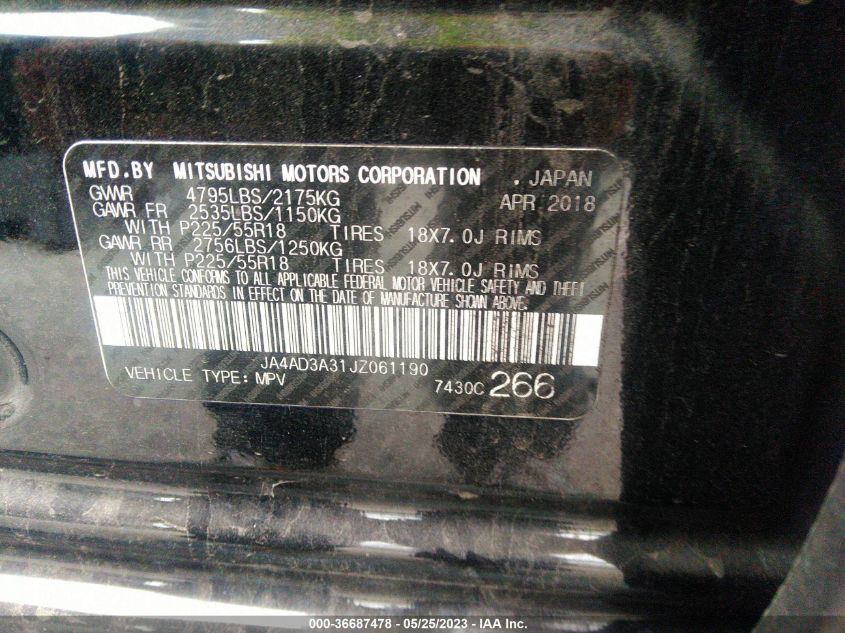 MFD.BY MITSUBISHI MOTORS CORPORATION . JAPAN
GVWR 4795LBS/2175KG APR 2018
GAWR FR 2535LBS/1150KG
WITH P225/55R18 TIRES 18X7.0J RIMS
GAWR RR 2756LBS/1250KG
WITH P225/55R18 TIRES 18X7.0J RIMS
THIS VEHICLE CONFORMS TO ALL APPLICABLE FEDERAL MOTOR VEHICLE SAFETY AND THEFT
PREVENTION STANDARDS IN EFFECT ON THE DATE OF MANUFACTURE SHOWN ABOVE.
JA4AD3A31JZ061190
VEHICLE TYPE: MPV 7430C 266
000-36687478 - 05/25/2023 - IAA Inc.